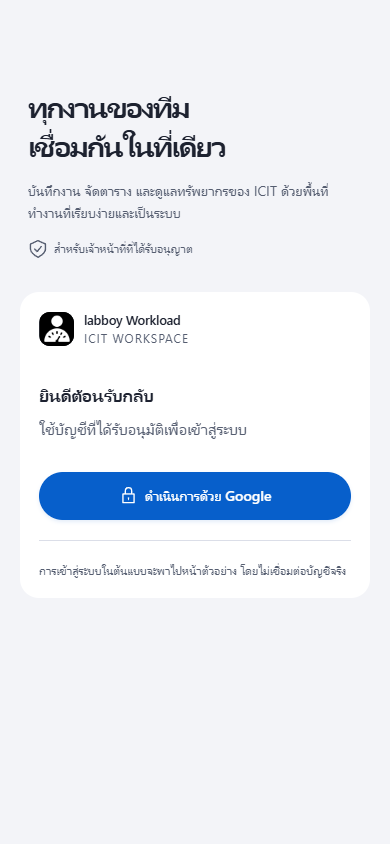 ทุกงานของทีม
เชื่อมกันในที่เดียว
บันทึกงาน จัดตาราง และดูแลทรัพยากรของ ICIT ด้วยพื้นที่
ทำงานที่เรียบง่ายและเป็นระบบ
สำหรับเจ้าหน้าที่ที่ได้รับอนุญาต
labboy Workload
ICIT WORKSPACE
ยินดีต้อนรับกลับ
ใช้บัญชีที่ได้รับอนุมัติเพื่อเข้าสู่ระบบ
ดำเนินการด้วย Google
การเข้าสู่ระบบในต้นแบบจะพาไปหน้าตัวอย่าง โดยไม่เชื่อมต่อบัญชีจริง